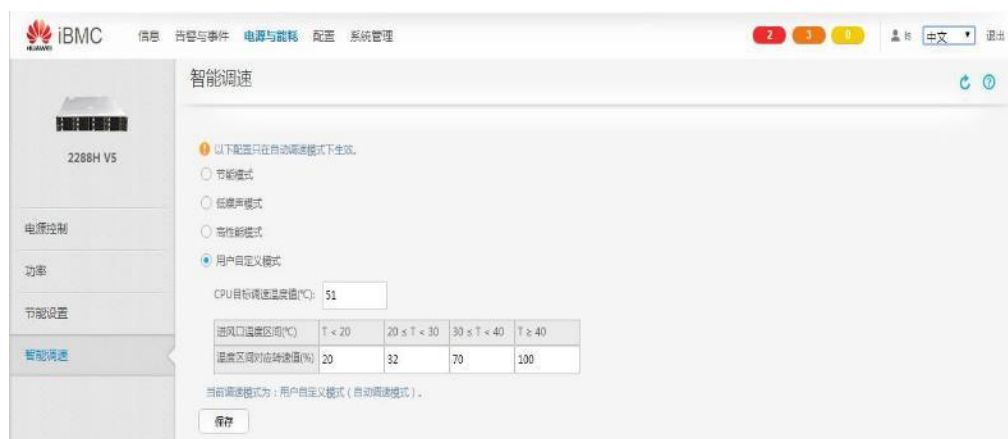 HUAWEI iBMC 信息 告警与事件 电源与能耗 配置 系统管理 2 3 0 ls 中文 退出
智能调速
2288H V5
电源控制
功率
节能设置
智能调速
以下配置只在自动调速模式下生效。
节能模式
低噪声模式
高性能模式
用户自定义模式
CPU目标调速温度值(℃): 51
进风口温度区间(℃) T < 20 20 ≤ T < 30 30 ≤ T < 40 T ≥ 40
温度区间对应转速值(%) 20 32 70 100
当前调速模式为：用户自定义模式 ( 自动调速模式 ) 。
保存